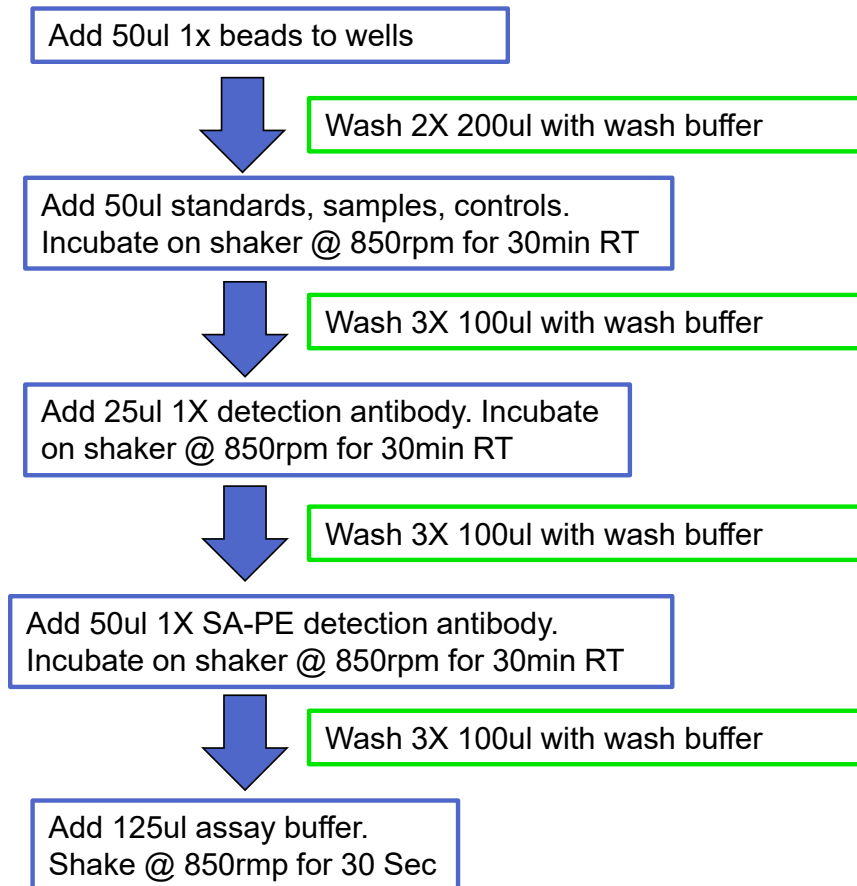 Add 50ul 1x beads to wells
Wash 2X 200ul with wash buffer
Add 50ul standards, samples, controls.
Incubate on shaker @ 850rpm for 30min RT
Wash 3X 100ul with wash buffer
Add 25ul 1X detection antibody. Incubate
on shaker @ 850rpm for 30min RT
Wash 3X 100ul with wash buffer
Add 50ul 1X SA-PE detection antibody.
Incubate on shaker @ 850rpm for 30min RT
Wash 3X 100ul with wash buffer
Add 125ul assay buffer.
Shake @ 850rmp for 30 Sec